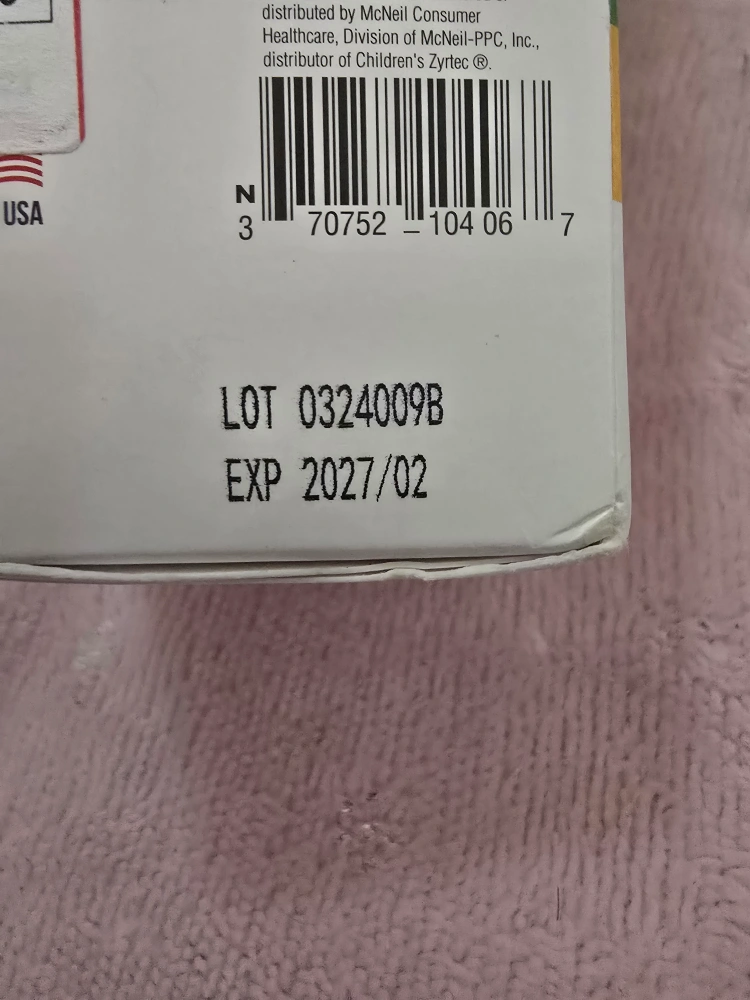 distributed by McNeil Consumer
Healthcare, Division of McNeil-PPC, Inc.,
distributor of Children's Zyrtec ®.
N
3 70752 – 104 06 7
USA
LOT 0324009B
EXP 2027/02